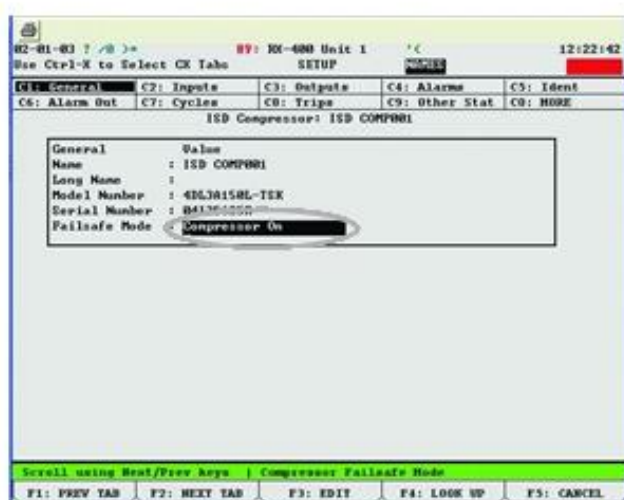 02-01-03 12:22:42
RX-400 Unit 1
Use Ctrl-X to Select CX Tabs SETUP
C1: General C2: Inputs C3: Outputs C4: Alarms C5: Ident
C6: Alarm Out C7: Cycles C8: Trips C9: Other Stat C0: MORE
ISD Compressor: ISD COMP001
General Value
Name : ISD COMP001
Long Name :
Model Number : 4DL3A150L-TSK
Serial Number :
Failsafe Mode : Compressor On
Scroll using Next/Prev keys | Compressor Failsafe Mode
F1: PREV TAB F2: NEXT TAB F3: EDIT F4: LOOK UP F5: CANCEL